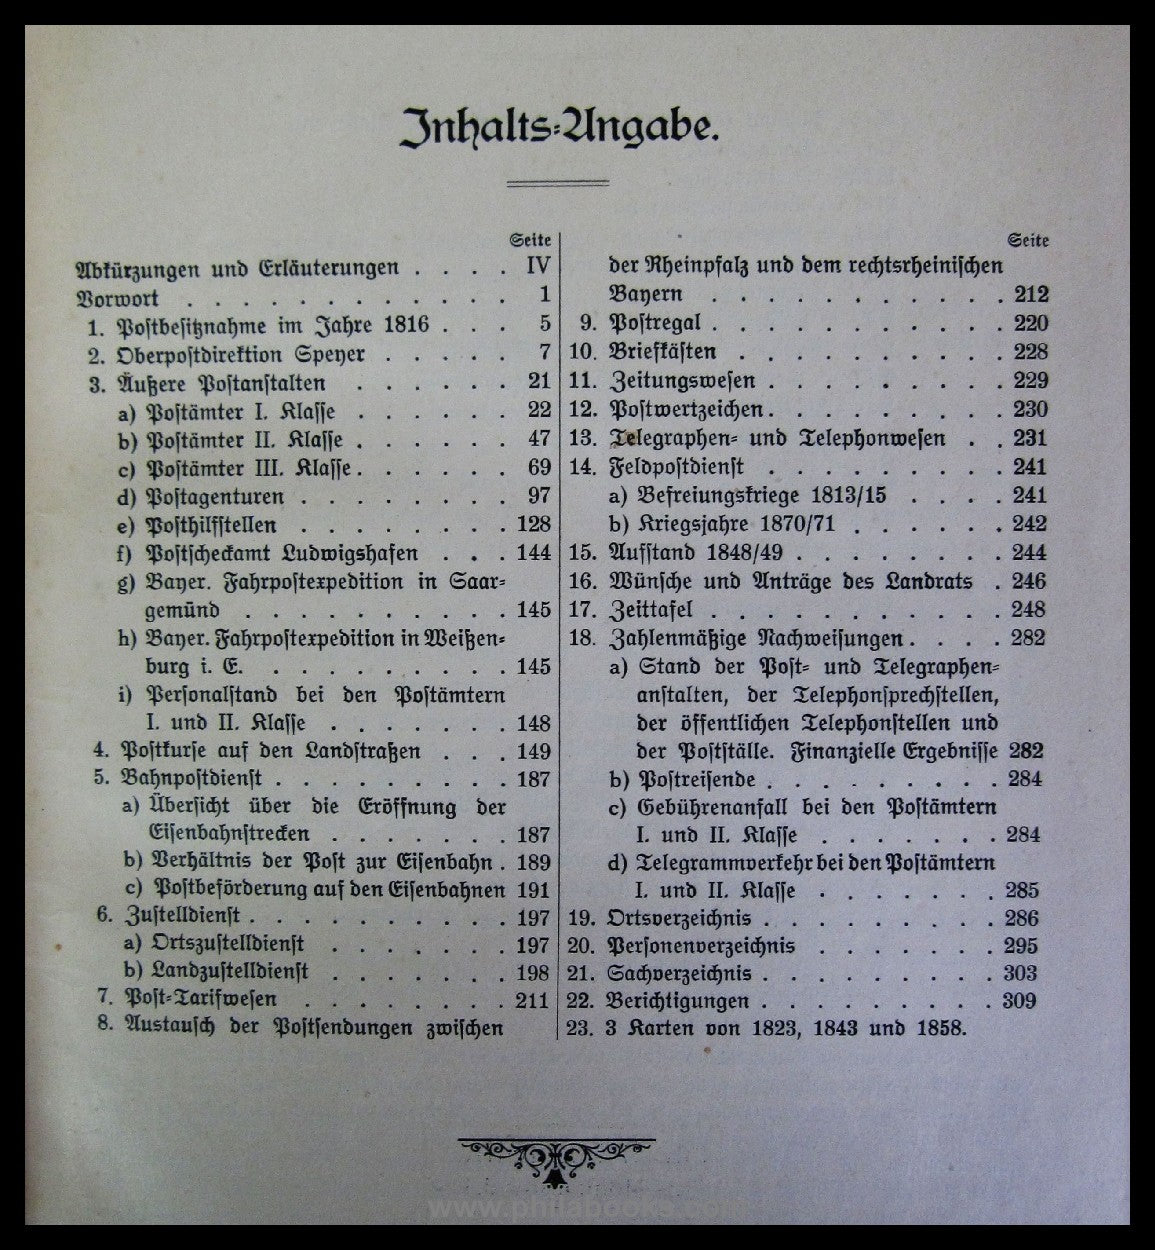 Inhalts-Angabe.
Seite
Abkürzungen und Erläuterungen . . . . IV
Vorwort . . . . . . . . . . . . 1
1. Postbesitznahme im Jahre 1816 . . . 5
2. Oberpostdirektion Speyer . . . . . 7
3. Äußere Postanstalten . . . . . . 21
a) Postämter I. Klasse . . . . . . 22
b) Postämter II. Klasse . . . . . . 47
c) Postämter III. Klasse . . . . . . 69
d) Postagenturen . . . . . . . . 97
e) Posthilfstellen . . . . . . . . 128
f) Postscheckamt Ludwigshafen . . . 144
g) Bayer. Fahrpostexpedition in Saar-
gemünd . . . . . . . . . . 145
h) Bayer. Fahrpostexpedition in Weißen-
burg i. E. . . . . . . . . . 145
i) Personalstand bei den Postämtern
I. und II. Klasse . . . . . . . 148
4. Postkurse auf den Landstraßen . . . 149
5. Bahnpostdienst . . . . . . . . . 187
a) Übersicht über die Eröffnung der
Eisenbahnstrecken . . . . . . . 187
b) Verhältnis der Post zur Eisenbahn . 189
c) Postbeförderung auf den Eisenbahnen 191
6. Zustelldienst . . . . . . . . . . 197
a) Ortszustelldienst . . . . . . . 197
b) Landzustelldienst . . . . . . . 198
7. Post-Tarifwesen . . . . . . . . 211
8. Austausch der Postsendungen zwischen
Seite
der Rheinpfalz und dem rechtsrheinischen
Bayern . . . . . . . . . . . 212
9. Postregal . . . . . . . . . . . 220
10. Briefkästen . . . . . . . . . . 228
11. Zeitungswesen . . . . . . . . . 229
12. Postwertzeichen . . . . . . . . . 230
13. Telegraphen- und Telephonwesen . . 231
14. Feldpostdienst . . . . . . . . . 241
a) Befreiungskriege 1813/15 . . . . 241
b) Kriegsjahre 1870/71 . . . . . . 242
15. Aufstand 1848/49 . . . . . . . . 244
16. Wünsche und Anträge des Landrats . 246
17. Zeittafel . . . . . . . . . . . 248
18. Zahlenmäßige Nachweisungen . . . . 282
a) Stand der Post- und Telegraphen-
anstalten, der Telephonsprechstellen,
der öffentlichen Telephonstellen und
der Postställe. Finanzielle Ergebnisse 282
b) Postreisende . . . . . . . . . 284
c) Gebührenanfall bei den Postämtern
I. und II. Klasse . . . . . . . 284
d) Telegrammverkehr bei den Postämtern
I. und II. Klasse . . . . . . . 285
19. Ortsverzeichnis . . . . . . . . . 286
20. Personenverzeichnis . . . . . . . 295
21. Sachverzeichnis . . . . . . . . . 303
22. Berichtigungen . . . . . . . . . 309
23. 3 Karten von 1823, 1843 und 1858.
www.philabooks.com